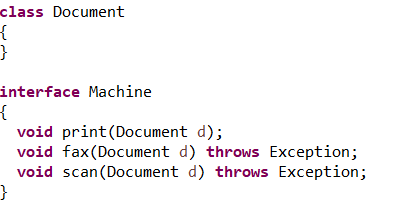 class Document
{
}

interface Machine
{
  void print(Document d);
  void fax(Document d) throws Exception;
  void scan(Document d) throws Exception;
}